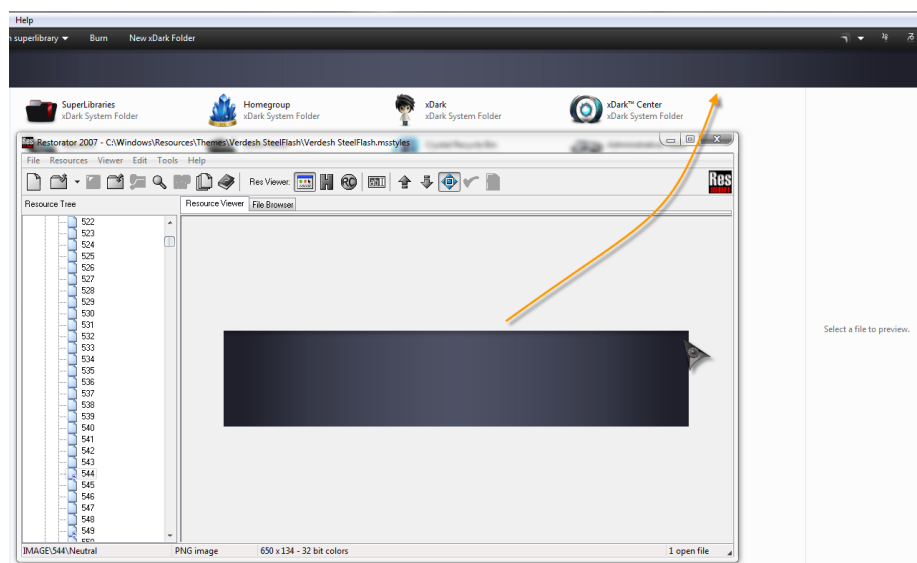 Help
superlibrary Burn New xDark Folder
SuperLibraries
xDark System Folder
Homegroup
xDark System Folder
xDark
xDark System Folder
xDark™ Center
xDark System Folder
Restorator 2007 - C:\Windows\Resources\Themes\Verdesh SteelFlash\Verdesh SteelFlash.msstyles
File Resources Viewer Edit Tools Help
Res Viewer:
Res
Resource Tree
Resource Viewer File Browser
522
523
524
525
526
527
528
529
530
531
532
533
534
535
536
537
538
539
540
541
542
543
544
545
546
547
548
549
550
Select a file to preview.
IMAGE\544\Neutral PNG image 650 x 134 - 32 bit colors 1 open file